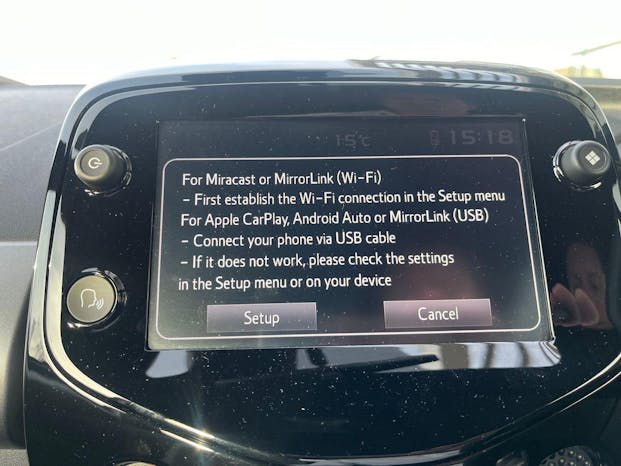 15°C 15:18
For Miracast or MirrorLink (Wi-Fi)
- First establish the Wi-Fi connection in the Setup menu
For Apple CarPlay, Android Auto or MirrorLink (USB)
- Connect your phone via USB cable
- If it does not work, please check the settings
in the Setup menu or on your device
Setup Cancel